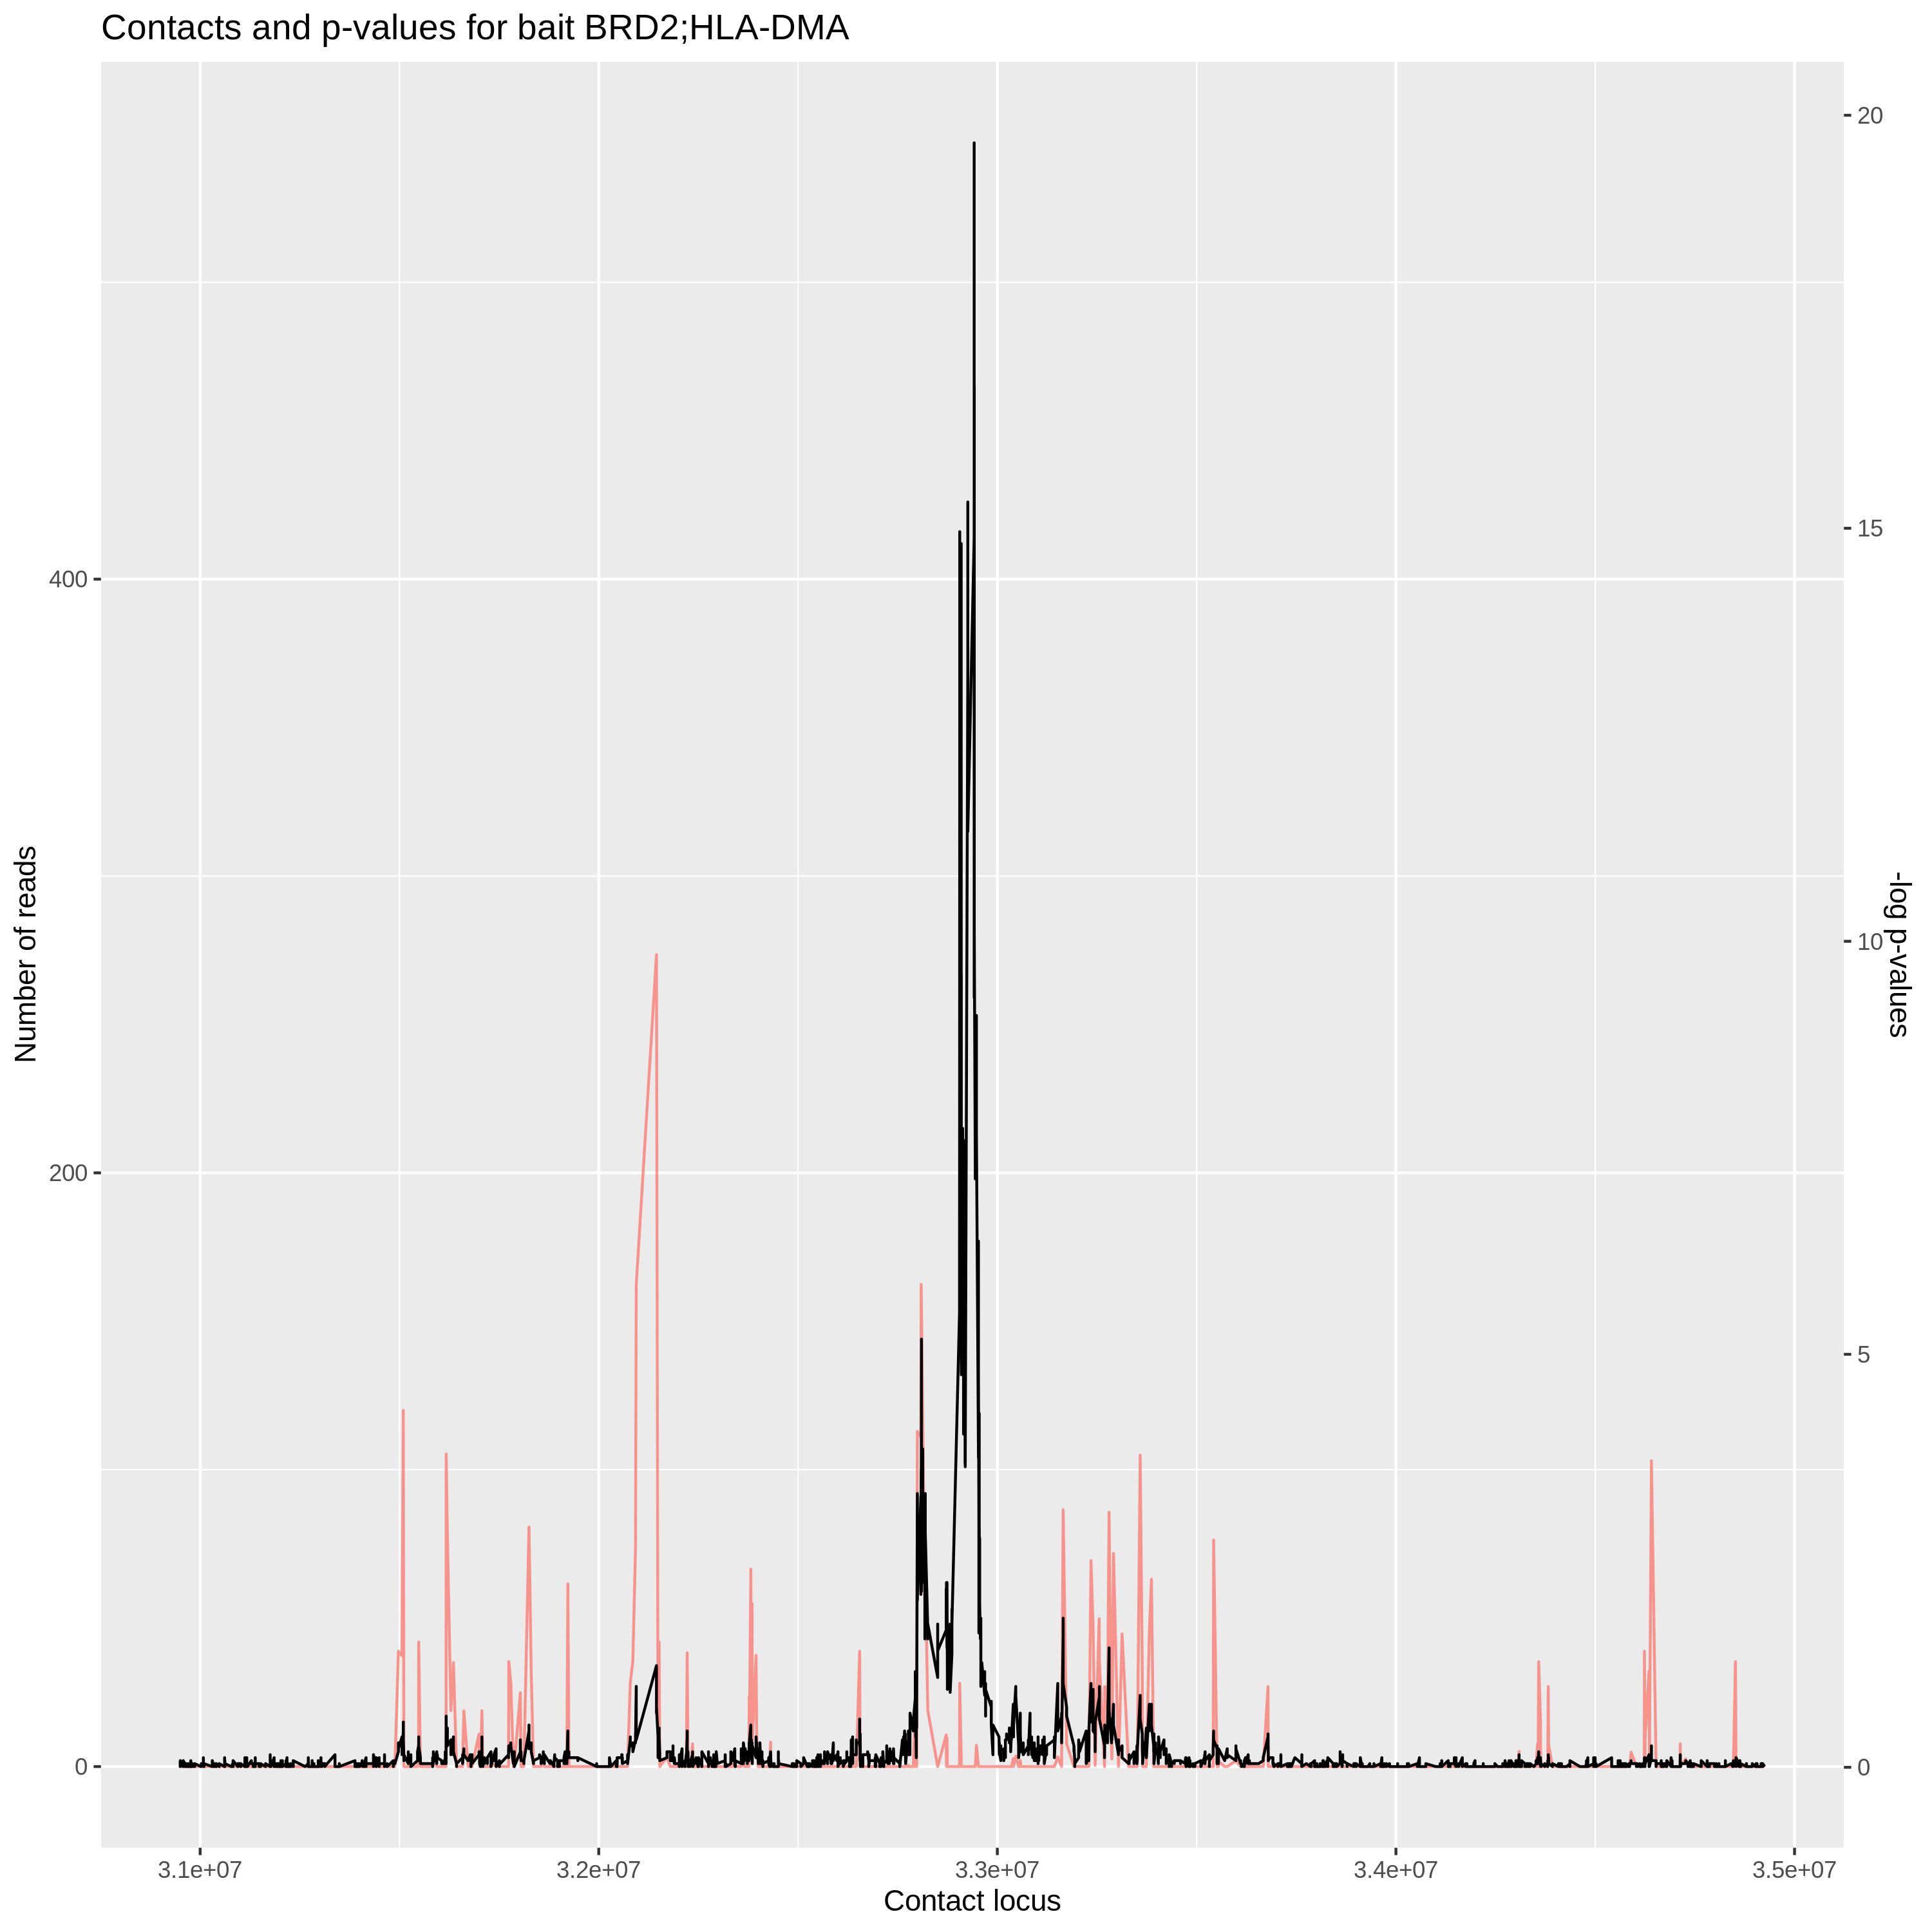 Contacts and p-values for bait BRD2;HLA-DMA
Number of reads
400
200
0
20
15
10
5
0
-log p-values
3.1e+07 3.2e+07 3.3e+07 3.4e+07 3.5e+07
Contact locus